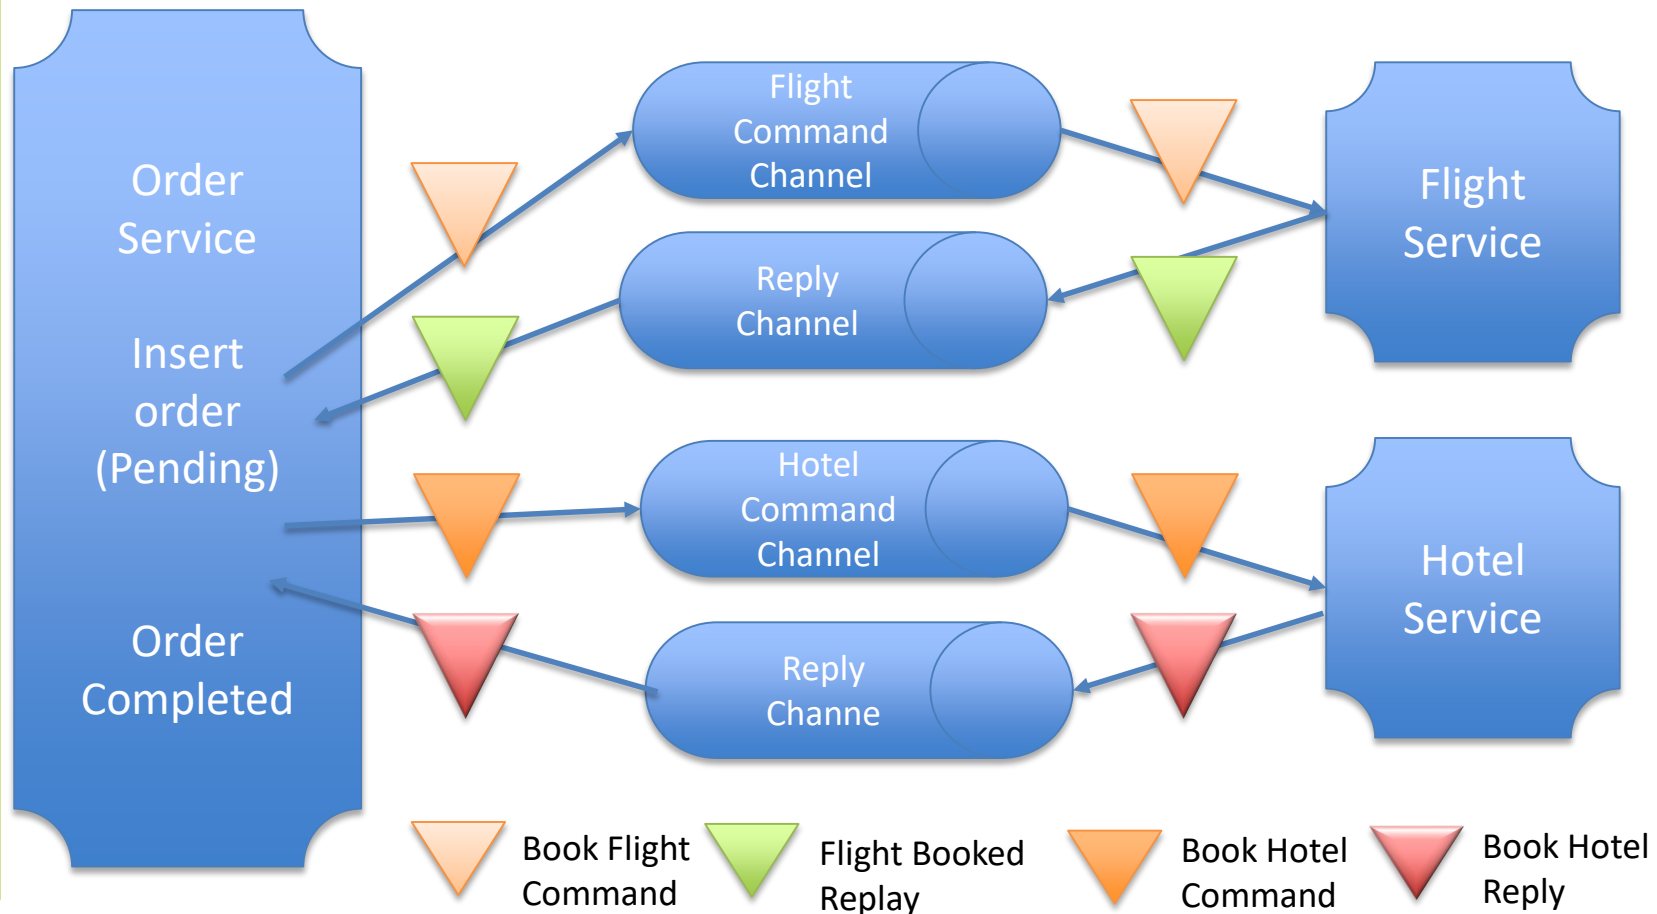 Order
Service
Insert
order
(Pending)
Order
Completed
Flight
Command
Channel
Reply
Channel
Hotel
Command
Channel
Reply
Channe
Flight
Service
Hotel
Service
Book Flight
Command
Flight Booked
Replay
Book Hotel
Command
Book Hotel
Reply